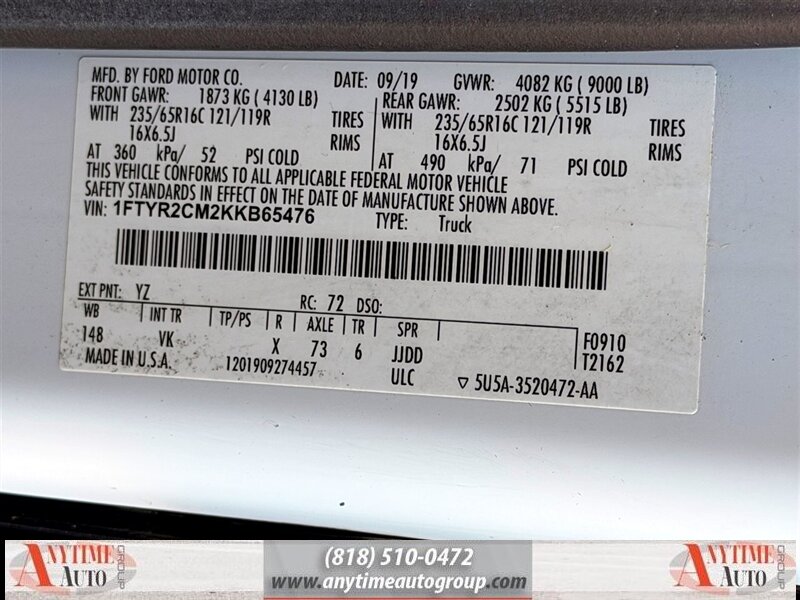 MFD. BY FORD MOTOR CO. DATE: 09/19 GVWR: 4082 KG ( 9000 LB)
FRONT GAWR: 1873 KG ( 4130 LB) REAR GAWR: 2502 KG ( 5515 LB)
WITH 235/65R16C 121/119R TIRES WITH 235/65R16C 121/119R TIRES
16X6.5J RIMS 16X6.5J RIMS
AT 360 kPa/ 52 PSI COLD AT 490 kPa/ 71 PSI COLD
THIS VEHICLE CONFORMS TO ALL APPLICABLE FEDERAL MOTOR VEHICLE
SAFETY STANDARDS IN EFFECT ON THE DATE OF MANUFACTURE SHOWN ABOVE.
VIN: 1FTYR2CM2KKB65476 TYPE: Truck
EXT PNT: YZ RC: 72 DSO:
WB INT TR TP/PS R AXLE TR SPR F0910
148 VK X 73 6 JJDD T2162
MADE IN U.S.A. 1201909274457 ULC ▽ 5U5A-3520472-AA
ANYTIME AUTO GROUP
(818) 510-0472
www.anytimeautogroup.com
ANYTIME AUTO GROUP